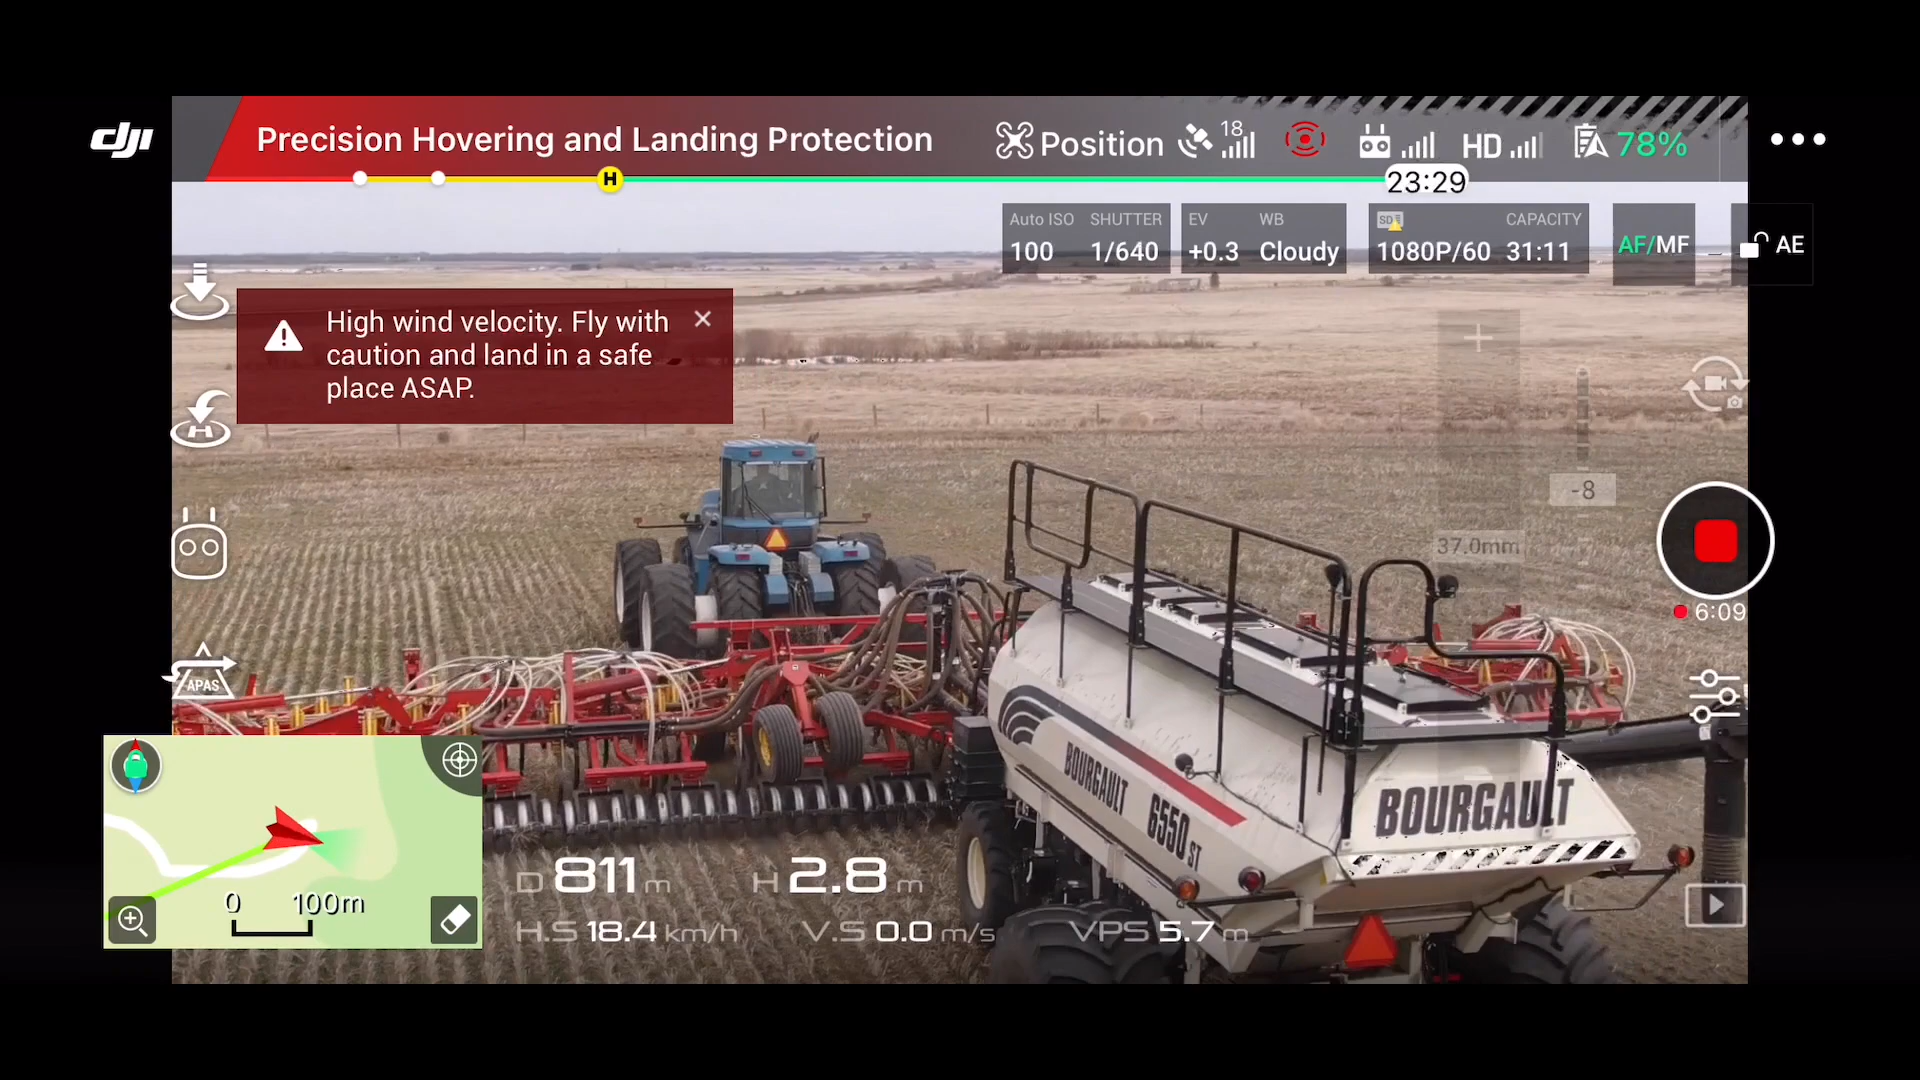 dji
Precision Hovering and Landing Protection
Position
18
HD
78%
H
23:29
Auto ISO
100
SHUTTER
1/640
EV
+0.3
WB
Cloudy
SD
1080P/60
CAPACITY
31:11
AF/MF
AE
High wind velocity. Fly with
caution and land in a safe
place ASAP.
H
-8
37.0mm
6:09
APAS
BOURGAULT 6550 ST
BOURGAULT
0 100m
D 811 m
H 2.8 m
H.S 18.4 km/h
V.S 0.0 m/s
VPS 5.7 m